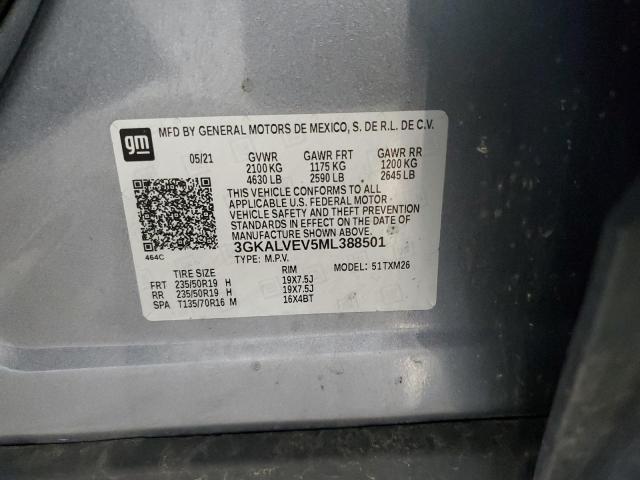 gm
MFD BY GENERAL MOTORS DE MEXICO, S. DE R.L. DE C.V.
05/21 GVWR GAWR FRT GAWR RR
2100 KG 1175 KG 1200 KG
4630 LB 2590 LB 2645 LB
THIS VEHICLE CONFORMS TO ALL
APPLICABLE U.S. FEDERAL MOTOR
VEHICLE SAFETY AND THEFT PREVENTION
STANDARDS IN EFFECT ON THE DATE OF
MANUFACTURE SHOWN ABOVE.
464C 3GKALVEV5ML388501
TYPE: M.P.V.
TIRE SIZE RIM MODEL: 51TXM26
FRT 235/50R19 H 19X7.5J
RR 235/50R19 H 19X7.5J
SPA T135/70R16 M 16X4BT